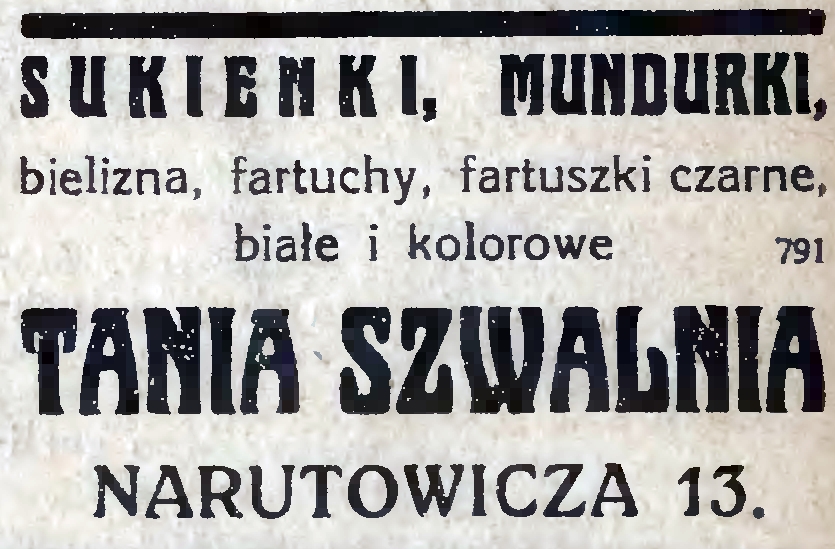 SUKIENKI, MUNDURKI,
bielizna, fartuchy, fartuszki czarne,
białe i kolorowe 791
TANIA SZWALNIA
NARUTOWICZA 13.